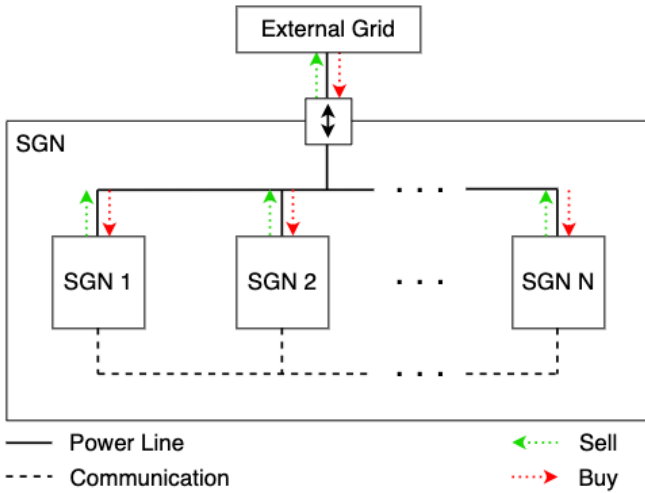 External Grid
SGN
SGN 1
SGN 2
. . .
SGN N
Power Line
Sell
Communication
Buy